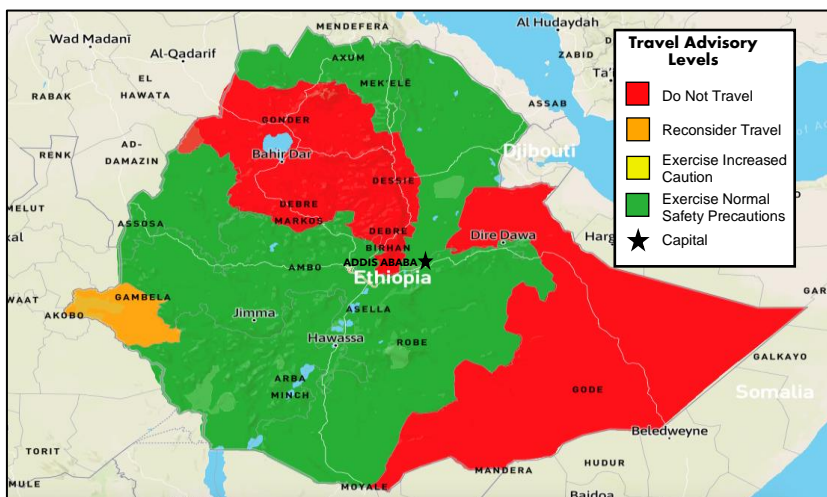 MENDEFERA
Al Hudaydah
Wad Madanī
Al-Qadarif
AXUM
ZABID
Ta'i
MEK'ELĒ
EL
HAWATA
RABAK
ASSAB
GONDER
AD-
DAMAZIN
RENK
Bahir Dar
Djibouti
DESSIE
MELUT
DEBRE
MARKOS
ASSOSA
DEBRE
BIRHAN
Dire Dawa
Harg
kal
ADDIS ABABA
AMBO
Ethiopia
WAAT
GAMBELA
AKOBO
GAR
Jimma
ASELLA
Hawassa
ROBE
GALKAYO
ARBA
MINCH
GODE
Somalia
Beledweyne
TORIT
HUDUR
MANDERA
MULE
MOYALE
Baidoa
Travel Advisory
Levels
Do Not Travel
Reconsider Travel
Exercise Increased
Caution
Exercise Normal
Safety Precautions
Capital